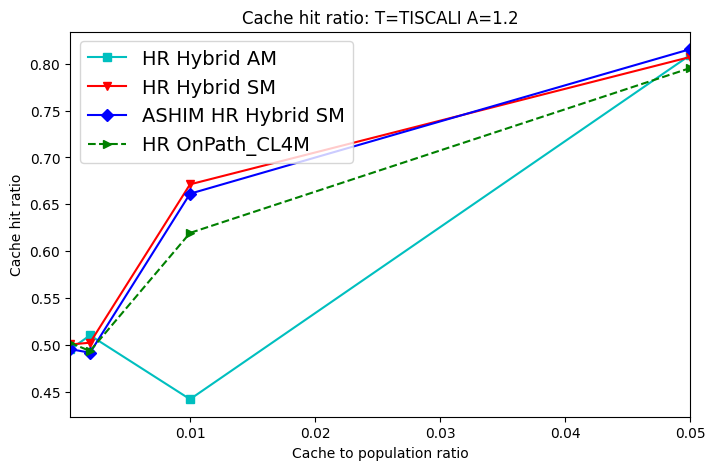 Cache hit ratio: T=TISCALI A=1.2
HR Hybrid AM
HR Hybrid SM
ASHIM HR Hybrid SM
HR OnPath_CL4M
Cache hit ratio
0.80
0.75
0.70
0.65
0.60
0.55
0.50
0.45
0.01
0.02
0.03
0.04
0.05
Cache to population ratio